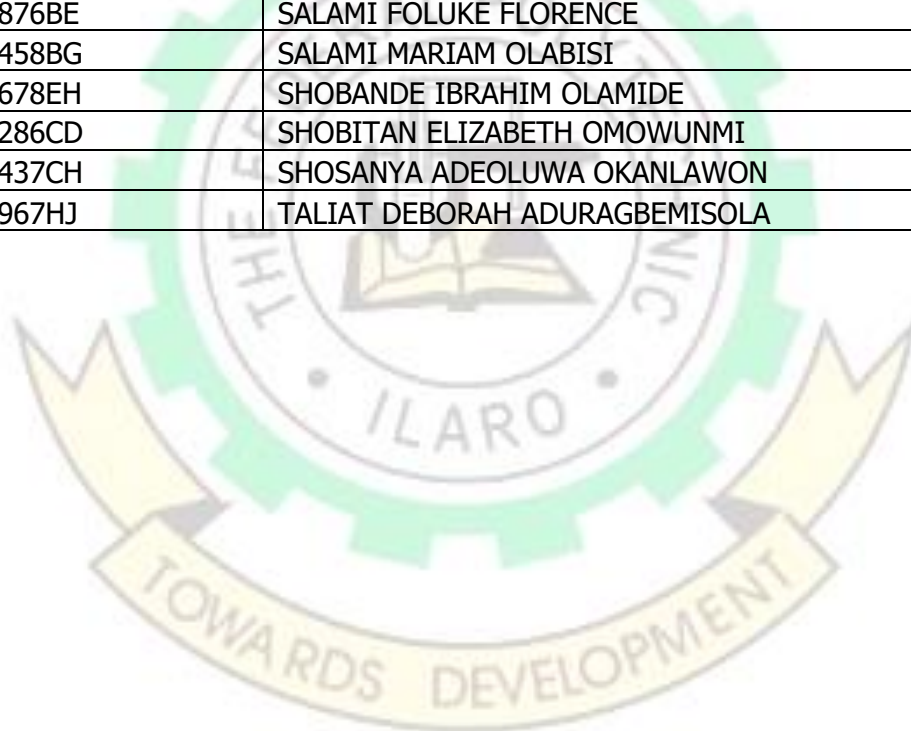 876BE SALAMI FOLUKE FLORENCE
458BG SALAMI MARIAM OLABISI
678EH SHOBANDE IBRAHIM OLAMIDE
286CD SHOBITAN ELIZABETH OMOWUNMI
437CH SHOSANYA ADEOLUWA OKANLAWON
967HJ TALIAT DEBORAH ADURAGBEMISOLA
THE
ILARO
TOWARDS DEVELOPMENT